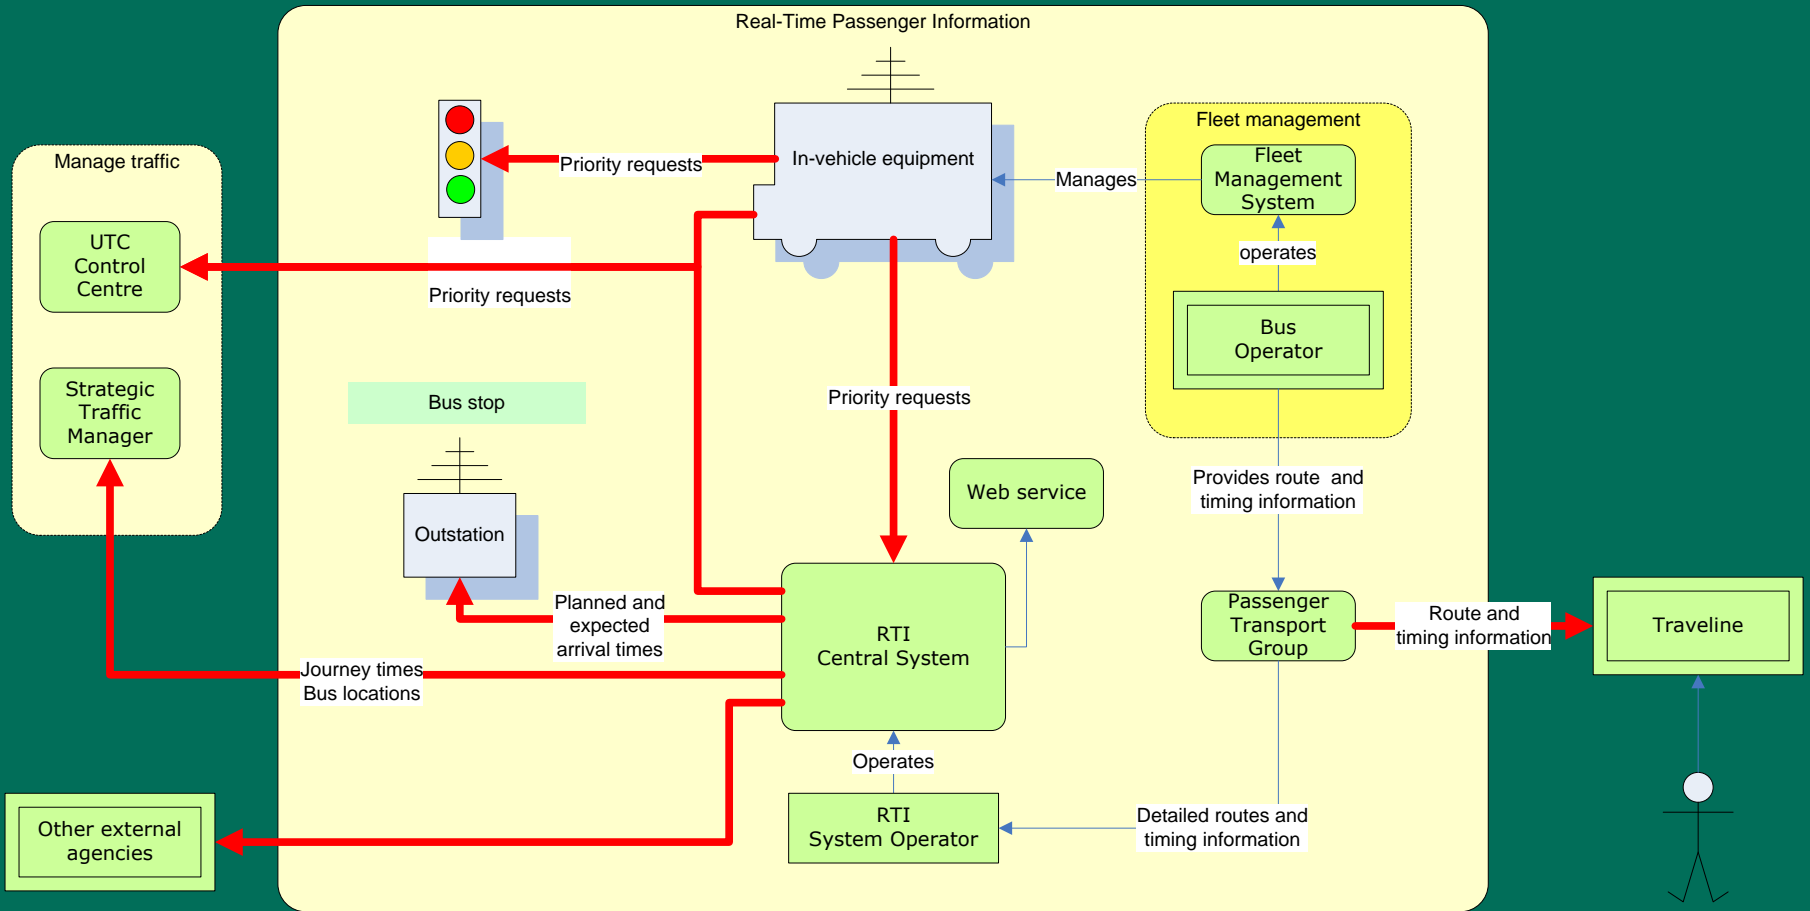 Real-Time Passenger Information
Manage traffic
UTC
Control
Centre
Strategic
Traffic
Manager
Priority requests
In-vehicle equipment
Manages
Fleet management
Fleet
Management
System
operates
Bus
Operator
Priority requests
Priority requests
Bus stop
Outstation
Web service
Provides route and
timing information
Planned and
expected
arrival times
RTI
Central System
Passenger
Transport
Group
Route and
timing information
Traveline
Journey times
Bus locations
Operates
RTI
System Operator
Detailed routes and
timing information
Other external
agencies